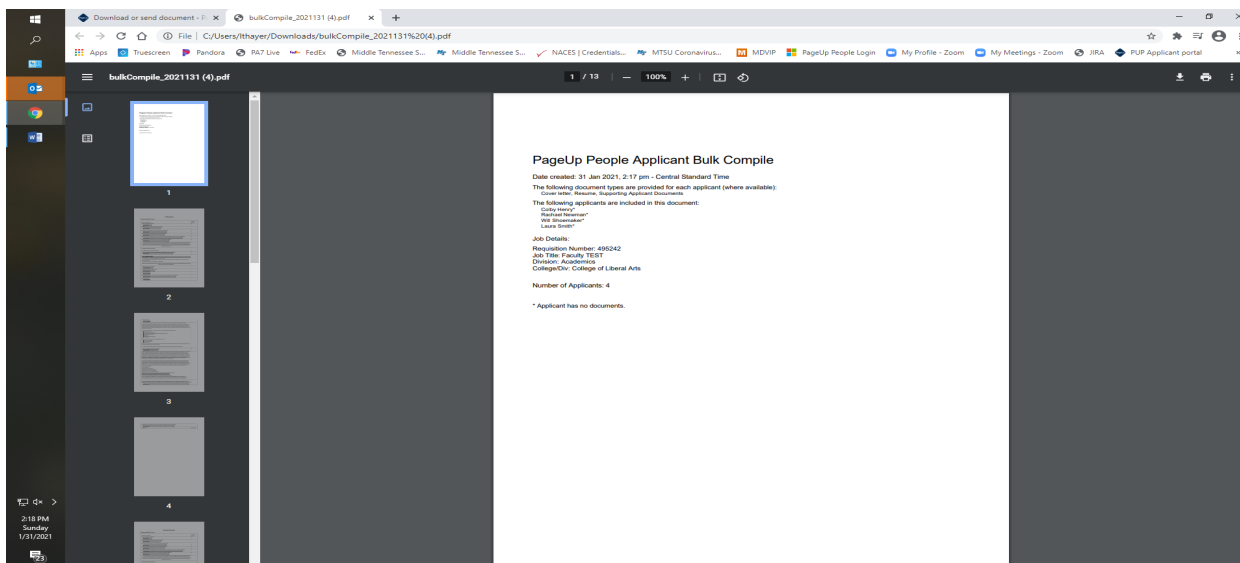 Download or send document - P
bulkCompile_2021131 (4).pdf
File | C:/Users/lthayer/Downloads/bulkCompile_2021131%20(4).pdf
Apps Truescreen Pandora PA7 Live FedEx Middle Tennessee S... Middle Tennessee S... NACES | Credentials... MTSU Coronavirus... MDVIP PageUp People Login My Profile - Zoom My Meetings - Zoom JIRA PUP Applicant portal
bulkCompile_2021131 (4).pdf
1 / 13 | 100%
1
2
3
4
PageUp People Applicant Bulk Compile
Date created: 31 Jan 2021, 2:17 pm - Central Standard Time
The following document types are provided for each applicant (where available):
Cover letter, Resume, Supporting Applicant Documents
The following applicants are included in this document:
Colby Henry*
Rachael Newman*
Will Shoemaker*
Laura Smith*
Job Details:
Requisition Number: 495242
Job Title: Faculty TEST
Division: Academics
College/Div: College of Liberal Arts
Number of Applicants: 4
* Applicant has no documents.
2:18 PM
Sunday
1/31/2021
23